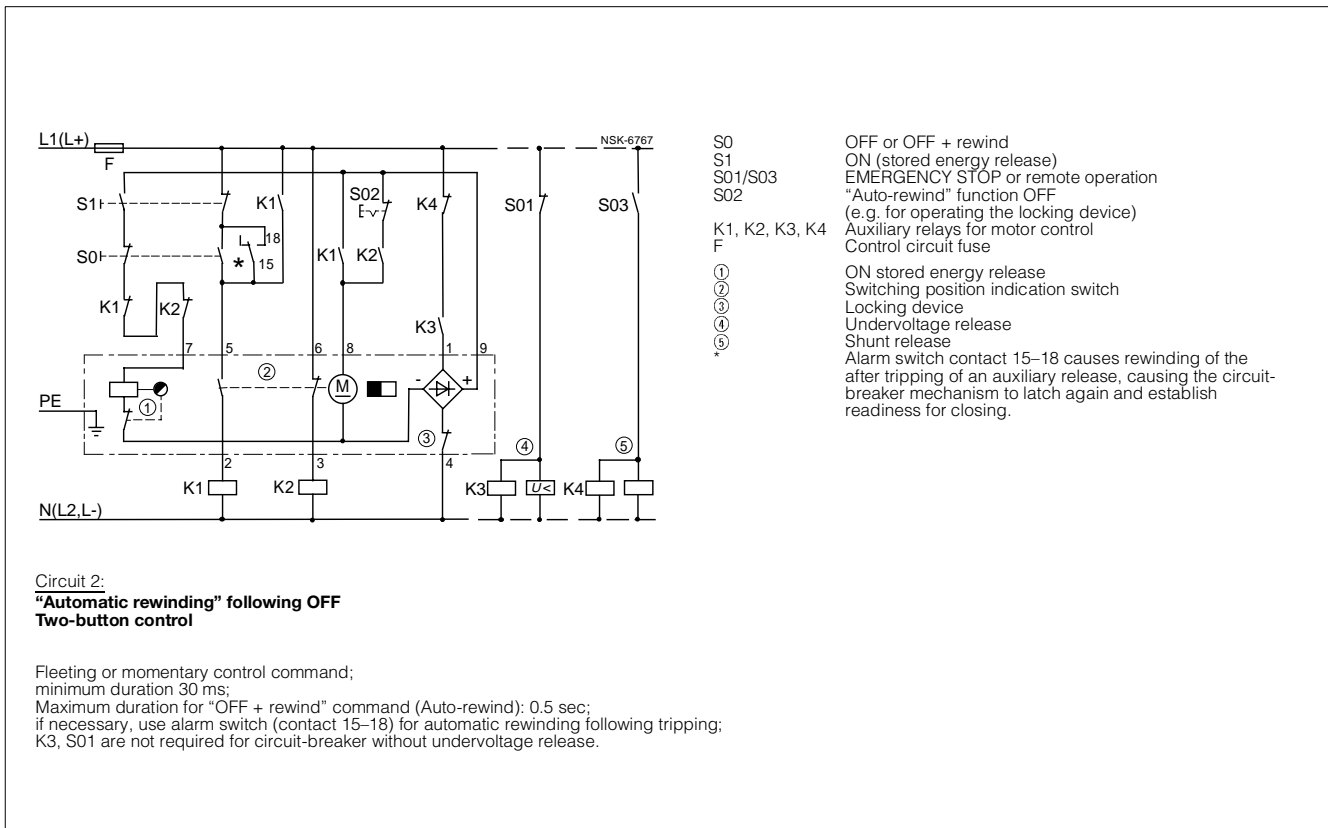 L1(L+)
F
NSK-6767
S1
K1
S02
K4
S01
S03
18
S0
*
15
K1
K2
K1
K2
K3
7
5
6
8
1
9
②
M
-
+
PE
①
③
④
⑤
2
3
4
K1
K2
K3
U<
K4
N(L2,L-)
S0 OFF or OFF + rewind
S1 ON (stored energy release)
S01/S03 EMERGENCY STOP or remote operation
S02 “Auto-rewind” function OFF
(e.g. for operating the locking device)
K1, K2, K3, K4 Auxiliary relays for motor control
F Control circuit fuse
① ON stored energy release
② Switching position indication switch
③ Locking device
④ Undervoltage release
⑤ Shunt release
* Alarm switch contact 15–18 causes rewinding of the
after tripping of an auxiliary release, causing the circuit-
breaker mechanism to latch again and establish
readiness for closing.
Circuit 2:
“Automatic rewinding” following OFF
Two-button control
Fleeting or momentary control command;
minimum duration 30 ms;
Maximum duration for “OFF + rewind” command (Auto-rewind): 0.5 sec;
if necessary, use alarm switch (contact 15–18) for automatic rewinding following tripping;
K3, S01 are not required for circuit-breaker without undervoltage release.